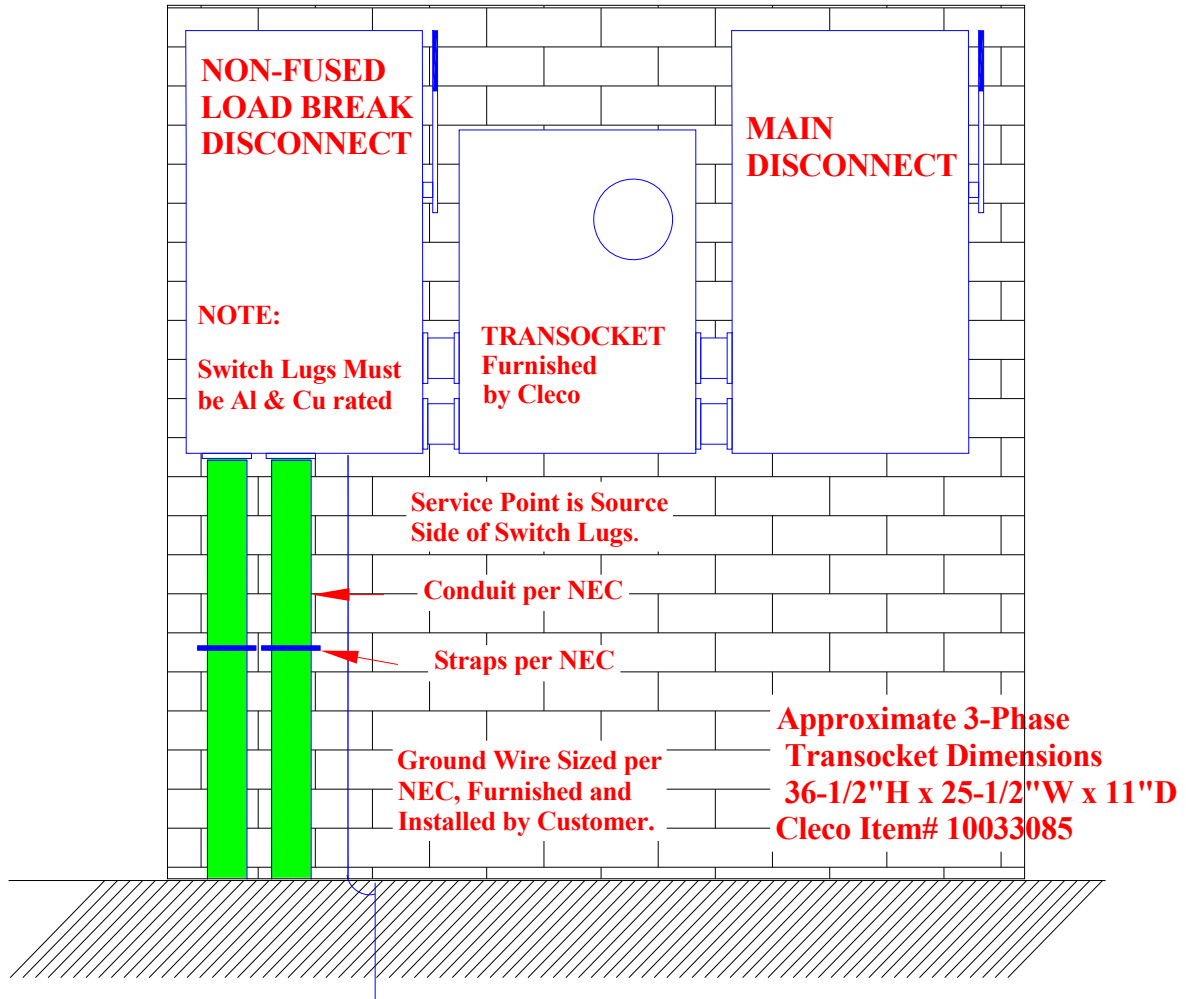 NON-FUSED
LOAD BREAK
DISCONNECT
MAIN
DISCONNECT
NOTE:
Switch Lugs Must
be Al & Cu rated
TRANSOCKET
Furnished
by Cleco
Service Point is Source
Side of Switch Lugs.
Conduit per NEC
Straps per NEC
Ground Wire Sized per
NEC, Furnished and
Installed by Customer.
Approximate 3-Phase
Transocket Dimensions
36-1/2"H x 25-1/2"W x 11"D
Cleco Item# 10033085